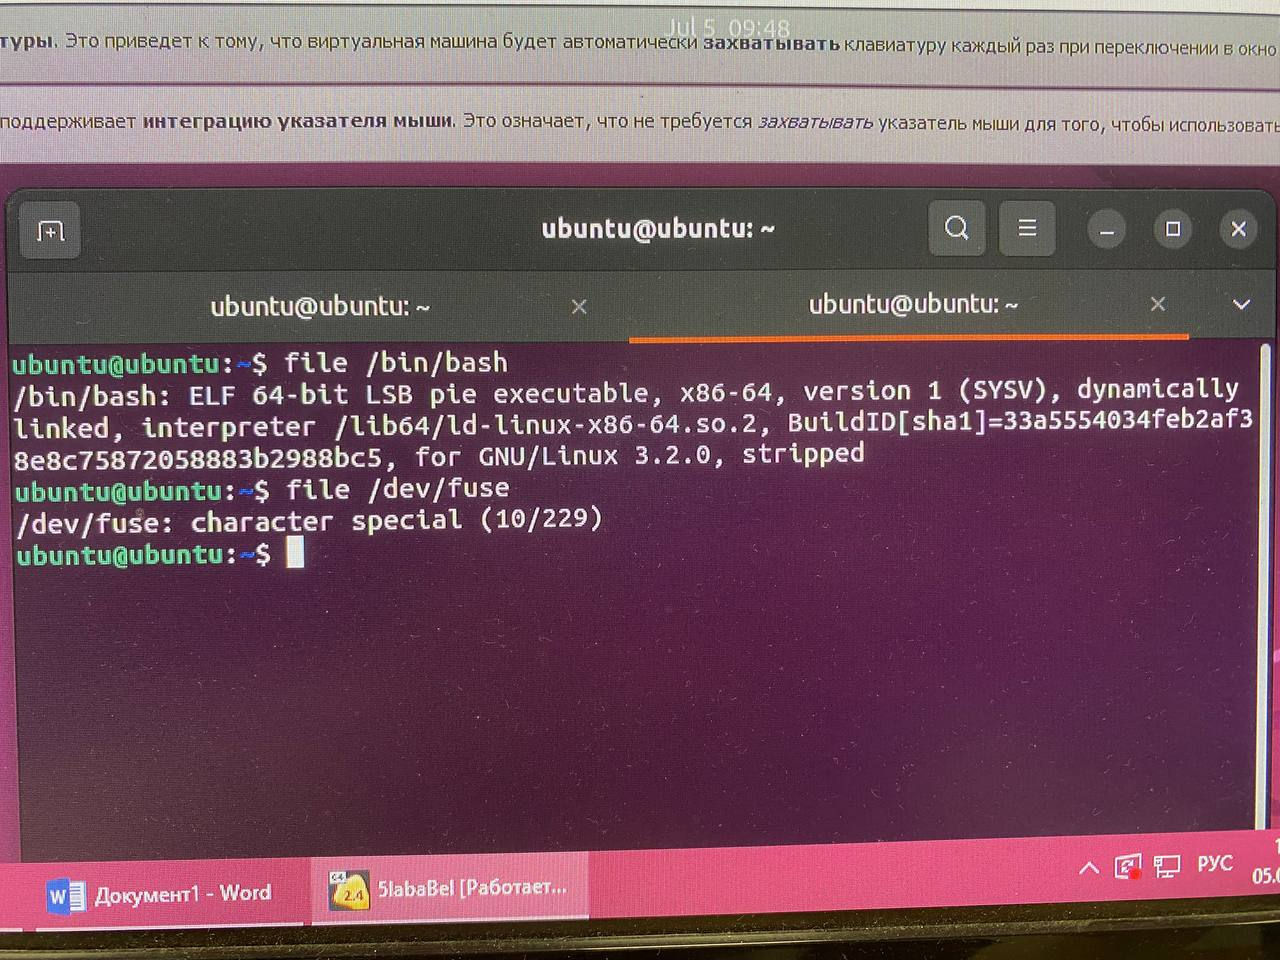 Jul 5 09:48
туры. Это приведет к тому, что виртуальная машина будет автоматически захватывать клавиатуру каждый раз при переключении в окно
поддерживает интеграцию указателя мыши. Это означает, что не требуется захватывать указатель мыши для того, чтобы использовать
ubuntu@ubuntu: ~
ubuntu@ubuntu: ~ ubuntu@ubuntu: ~
ubuntu@ubuntu:~$ file /bin/bash
/bin/bash: ELF 64-bit LSB pie executable, x86-64, version 1 (SYSV), dynamically
linked, interpreter /lib64/ld-linux-x86-64.so.2, BuildID[sha1]=33a5554034feb2af3
8e8c75872058883b2988bc5, for GNU/Linux 3.2.0, stripped
ubuntu@ubuntu:~$ file /dev/fuse
/dev/fuse: character special (10/229)
ubuntu@ubuntu:~$
Документ1 - Word 2.4 5labaBel [Работает... РУС
05.